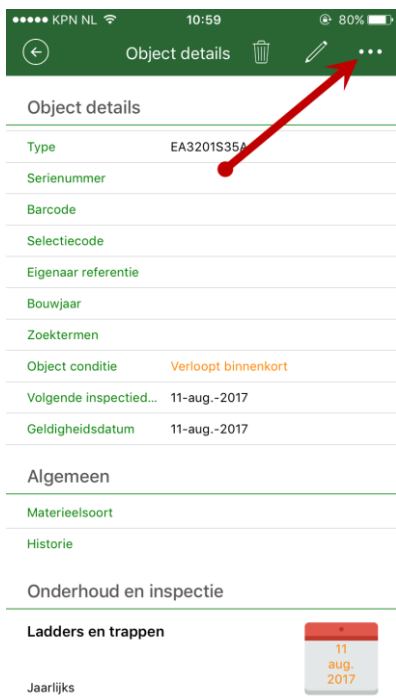 KPN NL 10:59 80%
Object details
Object details
Type EA3201S35A
Serienummer
Barcode
Selectiecode
Eigenaar referentie
Bouwjaar
Zoektermen
Object conditie Verloopt binnenkort
Volgende inspectied... 11-aug.-2017
Geldigheidsdatum 11-aug.-2017
Algemeen
Materieelsoort
Historie
Onderhoud en inspectie
Ladders en trappen
11
aug.
2017
Jaarlijks